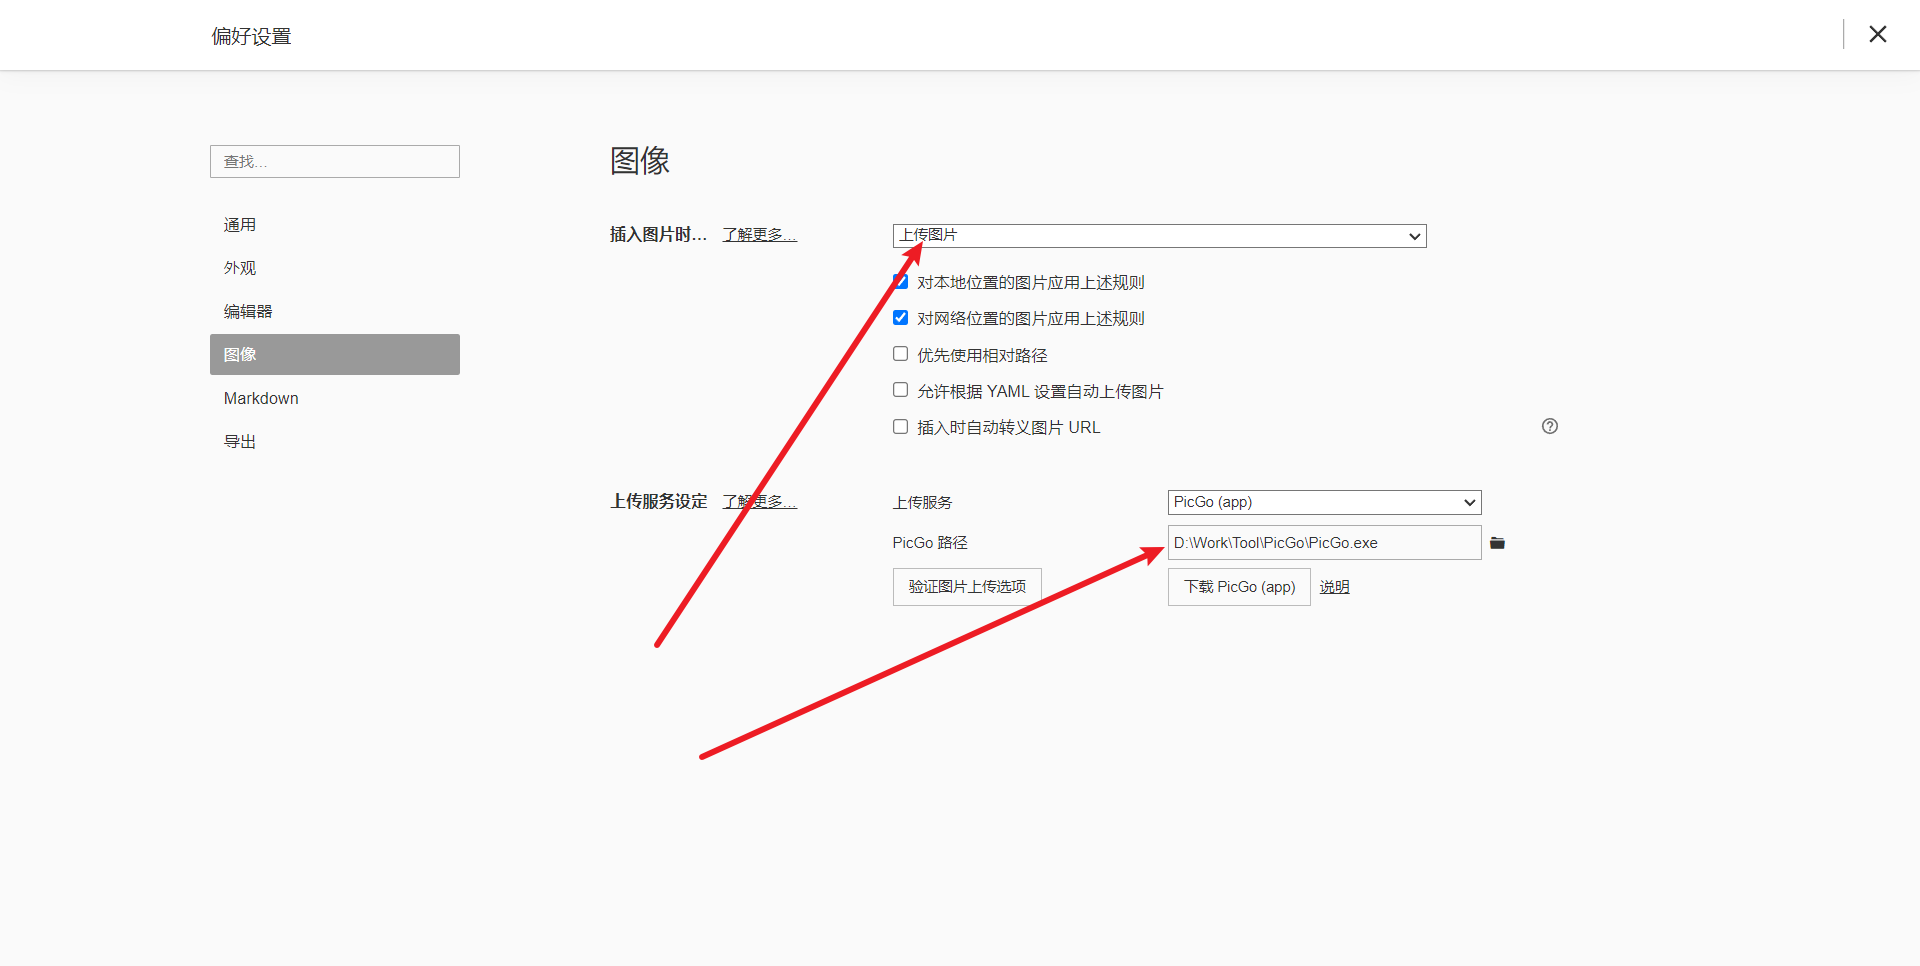 偏好设置
查找...
通用
外观
编辑器
图像
Markdown
导出
图像
插入图片时... 了解更多... 上传图片
对本地位置的图片应用上述规则
对网络位置的图片应用上述规则
优先使用相对路径
允许根据 YAML 设置自动上传图片
插入时自动转义图片 URL
上传服务设定 了解更多... 上传服务 PicGo (app)
PicGo 路径 D:\Work\Tool\PicGo\PicGo.exe
验证图片上传选项 下载 PicGo (app) 说明